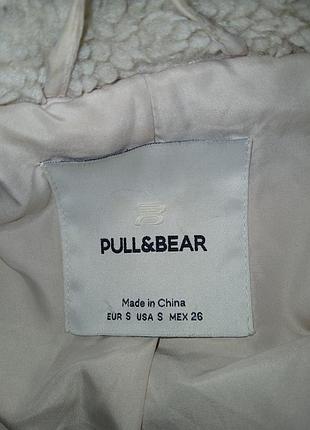 PULL&BEAR
Made in China
EUR S USA S MEX 26